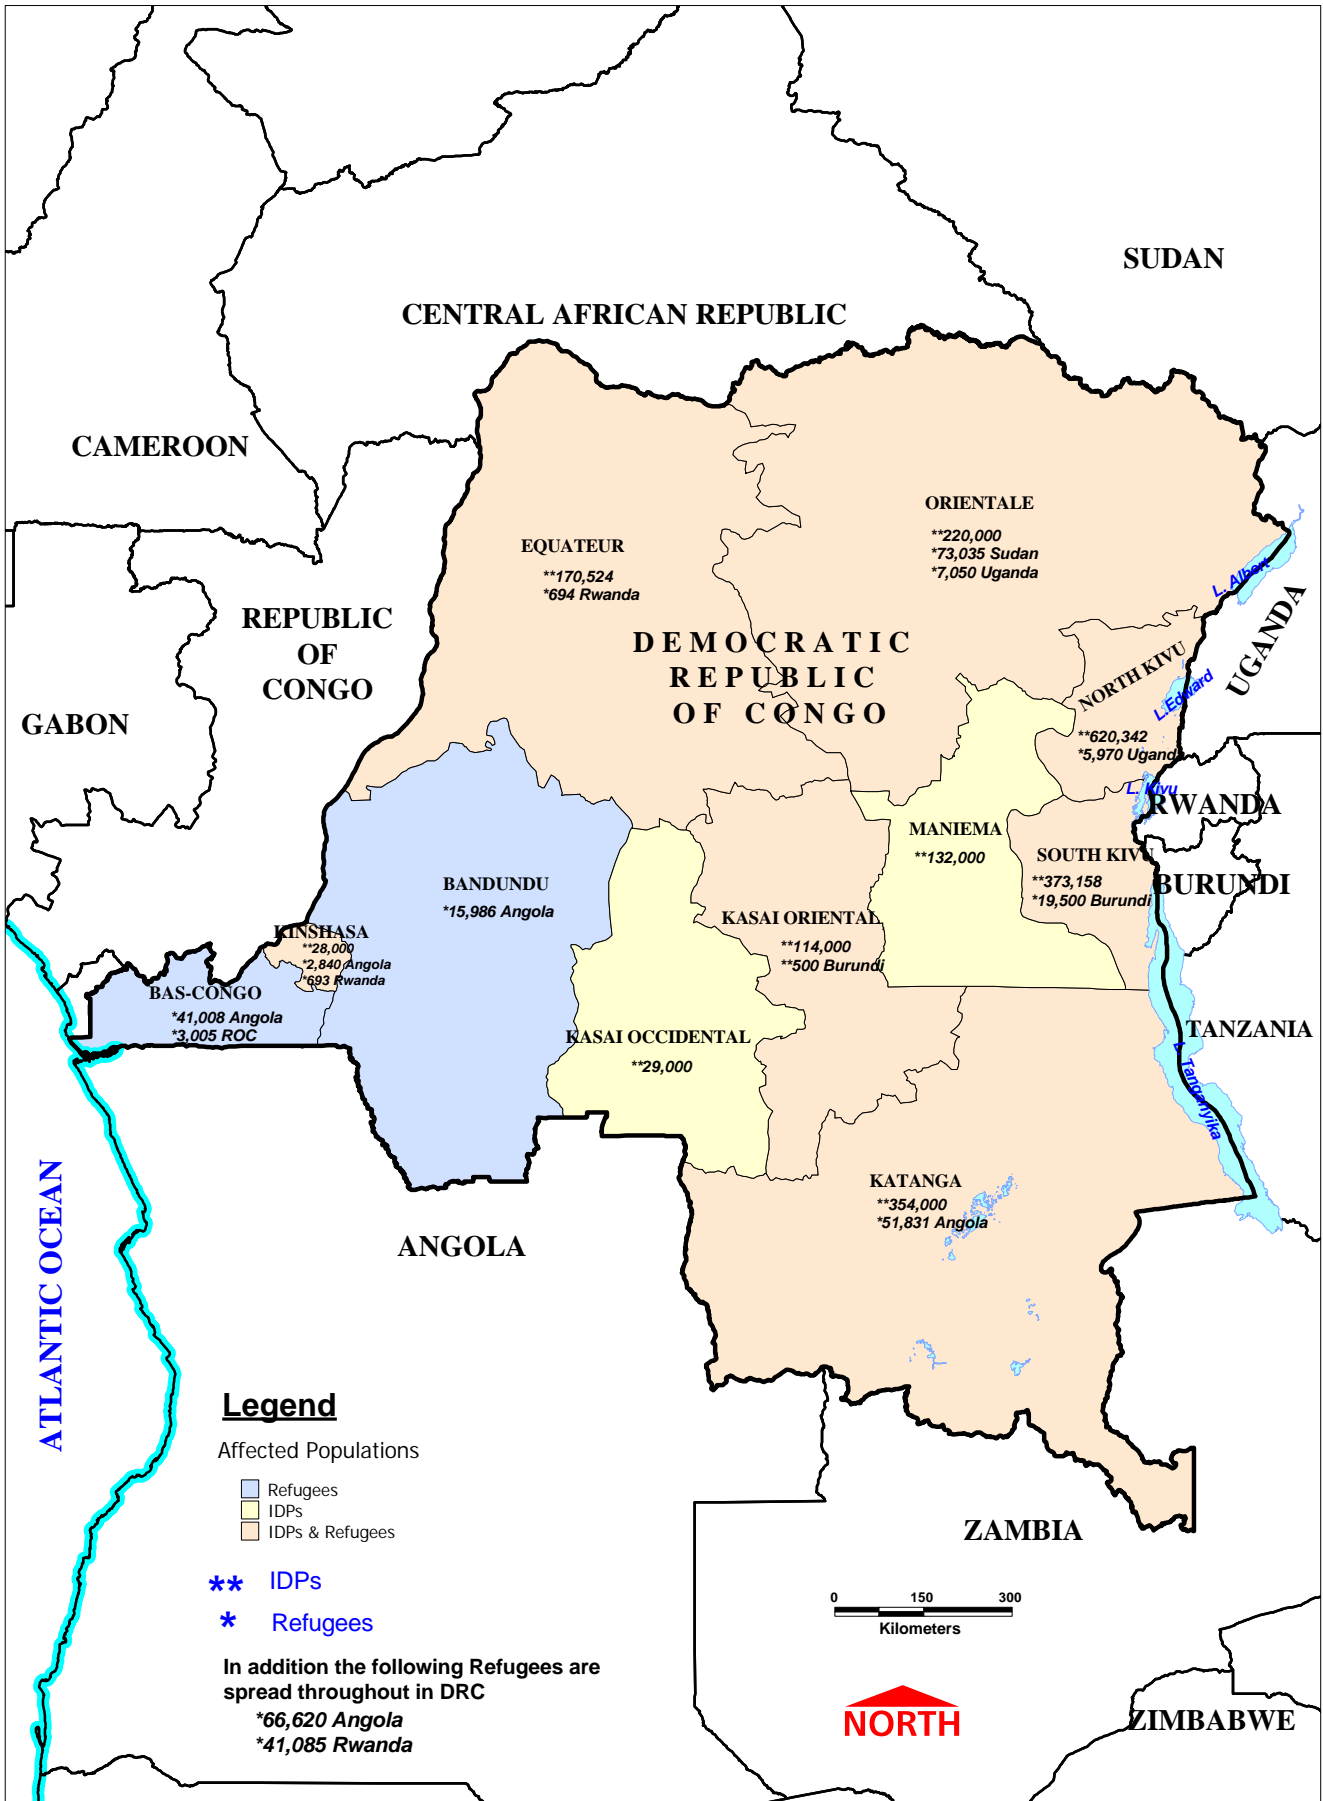 SUDAN
CENTRAL AFRICAN REPUBLIC
CAMEROON
ORIENTALE
**220,000
*73,035 Sudan
*7,050 Uganda
EQUATEUR
**170,524
*694 Rwanda
L. Albert
UGANDA
REPUBLIC
OF
CONGO
DEMOCRATIC
REPUBLIC
OF CONGO
NORTH KIVU
L.Edward
**620,342
*5,970 Ugand
GABON
L. Kivu
RWANDA
MANIEMA
**132,000
SOUTH KIVU
**373,158
*19,500 Burundi
BURUNDI
BANDUNDU
*15,986 Angola
KASAI ORIENTAL
**114,000
**500 Burundi
KINSHASA
**28,000
*2,840 Angola
*693 Rwanda
BAS-CONGO
*41,008 Angola
*3,005 ROC
KASAI OCCIDENTAL
**29,000
TANZANIA
L. Tanganyika
KATANGA
**354,000
*51,831 Angola
ANGOLA
ATLANTIC OCEAN
Legend
Affected Populations
Refugees
IDPs
IDPs & Refugees
** IDPs
* Refugees
In addition the following Refugees are
spread throughout in DRC
*66,620 Angola
*41,085 Rwanda
ZAMBIA
0 150 300
Kilometers
NORTH
ZIMBABWE